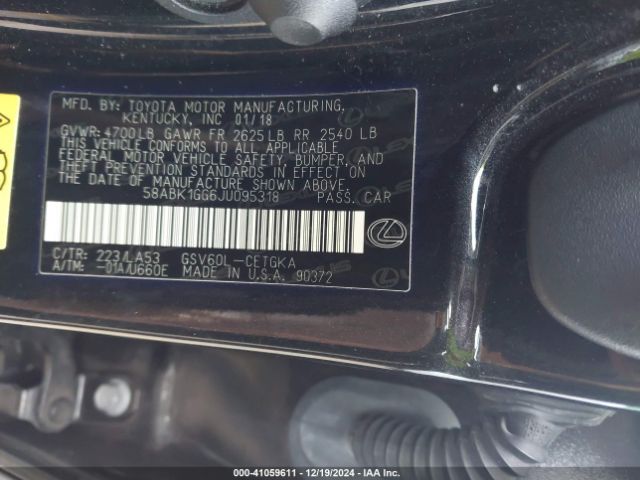 MFD. BY: TOYOTA MOTOR MANUFACTURING,
KENTUCKY, INC 01/18
GVWR: 4700LB GAWR FR 2625LB RR 2540 LB
THIS VEHICLE CONFORMS TO ALL APPLICABLE
FEDERAL MOTOR VEHICLE SAFETY, BUMPER, AND
THEFT PREVENTION STANDARDS IN EFFECT ON
THE DATE OF MANUFACTURE SHOWN ABOVE.
58ABK1GG6JU095318 PASS. CAR
C/TR: 223/LA53 GSV60L-CETGKA
A/TM: -01A/U660E MADE IN U.S.A. 90372
000-41059611 - 12/19/2024 - IAA Inc.